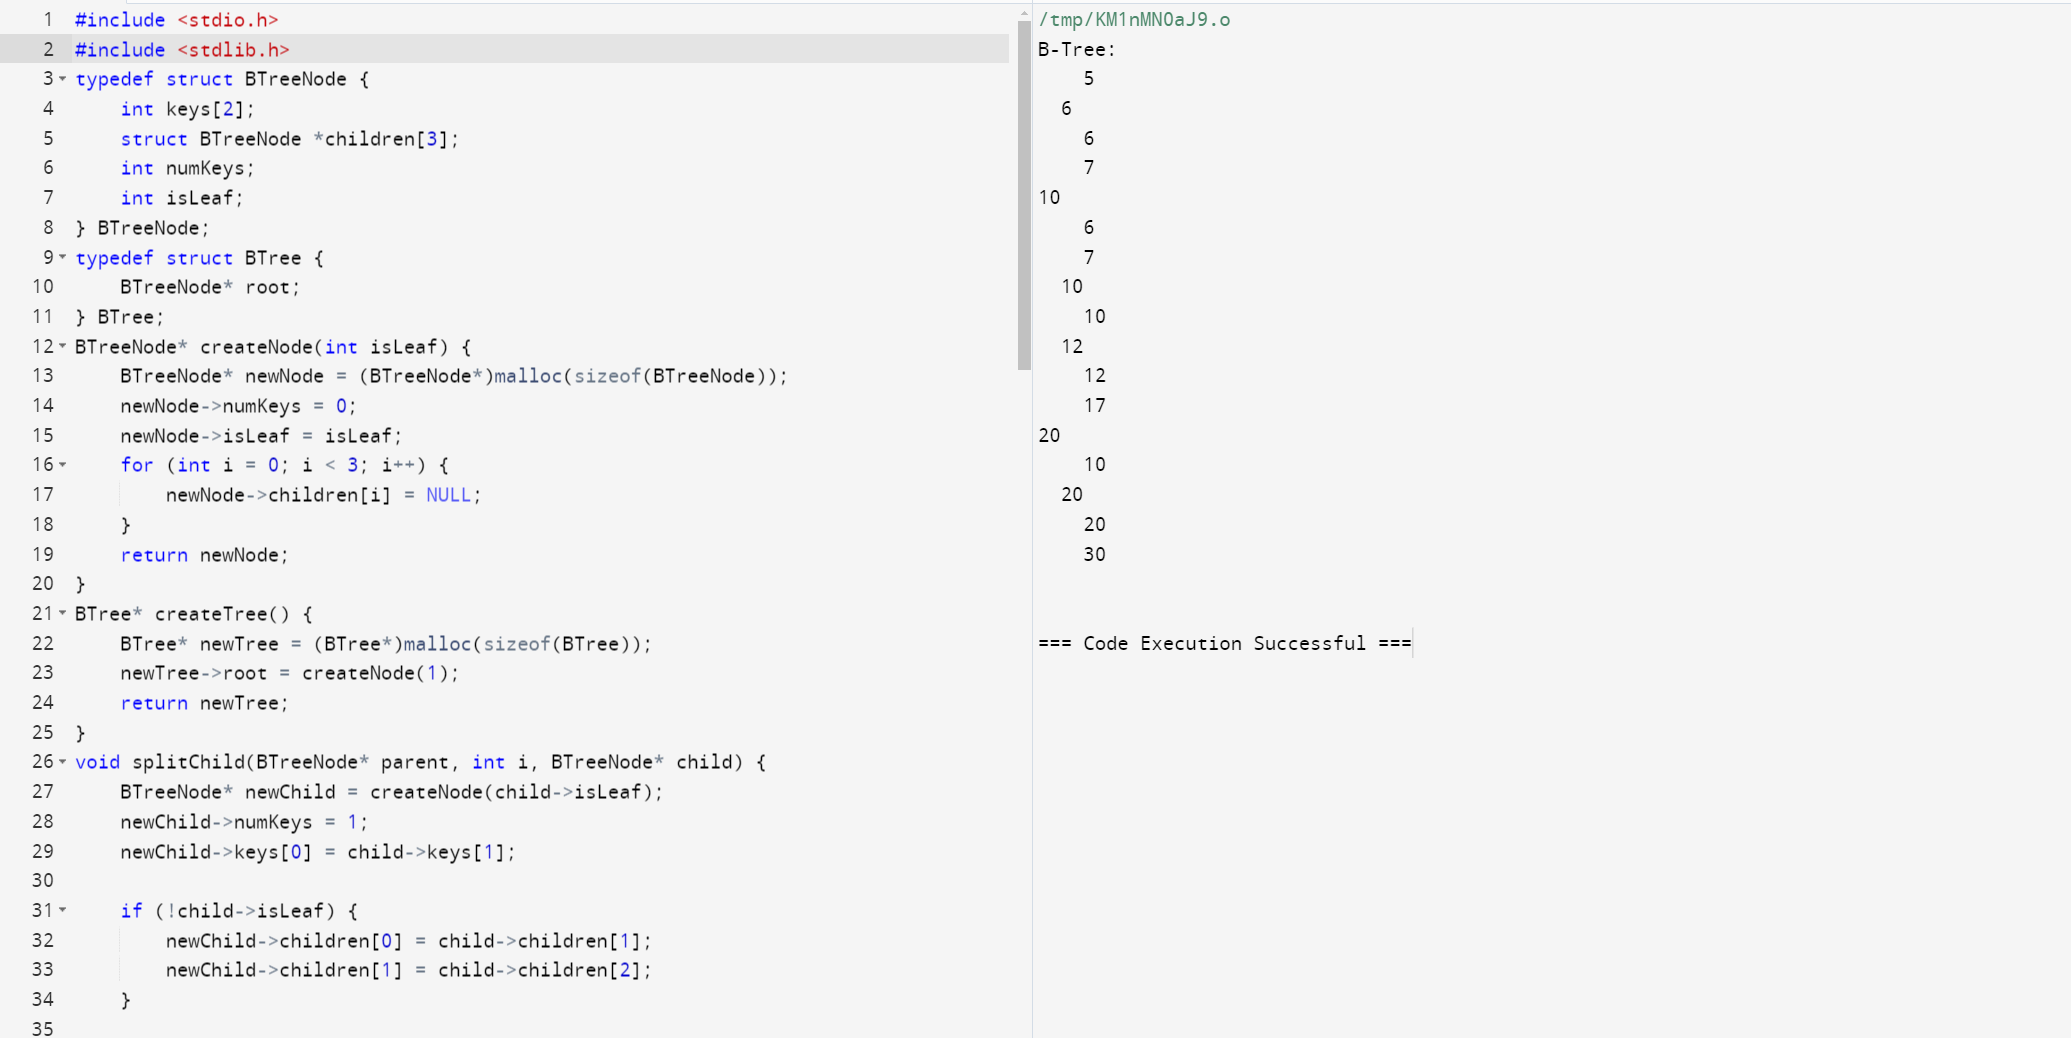 1 #include <stdio.h>
2 #include <stdlib.h>
3 typedef struct BTreeNode {
4     int keys[2];
5     struct BTreeNode *children[3];
6     int numKeys;
7     int isLeaf;
8 } BTreeNode;
9 typedef struct BTree {
10     BTreeNode* root;
11 } BTree;
12 BTreeNode* createNode(int isLeaf) {
13     BTreeNode* newNode = (BTreeNode*)malloc(sizeof(BTreeNode));
14     newNode->numKeys = 0;
15     newNode->isLeaf = isLeaf;
16     for (int i = 0; i < 3; i++) {
17         newNode->children[i] = NULL;
18     }
19     return newNode;
20 }
21 BTree* createTree() {
22     BTree* newTree = (BTree*)malloc(sizeof(BTree));
23     newTree->root = createNode(1);
24     return newTree;
25 }
26 void splitChild(BTreeNode* parent, int i, BTreeNode* child) {
27     BTreeNode* newChild = createNode(child->isLeaf);
28     newChild->numKeys = 1;
29     newChild->keys[0] = child->keys[1];
30
31     if (!child->isLeaf) {
32         newChild->children[0] = child->children[1];
33         newChild->children[1] = child->children[2];
34     }
35
/tmp/KM1nMN0aJ9.o
B-Tree:
    5
  6
    6
    7
10
    6
    7
  10
    10
  12
    12
    17
20
    10
  20
    20
    30
=== Code Execution Successful ===